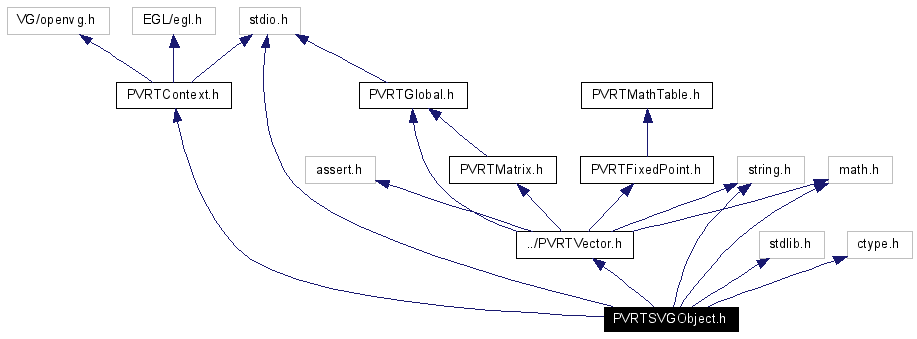 VG/openvg.h
EGL/egl.h
stdio.h
PVRTContext.h
PVRTGlobal.h
PVRTMathTable.h
assert.h
PVRTMatrix.h
PVRTFixedPoint.h
string.h
math.h
../PVRTVector.h
stdlib.h
ctype.h
PVRTSVGObject.h